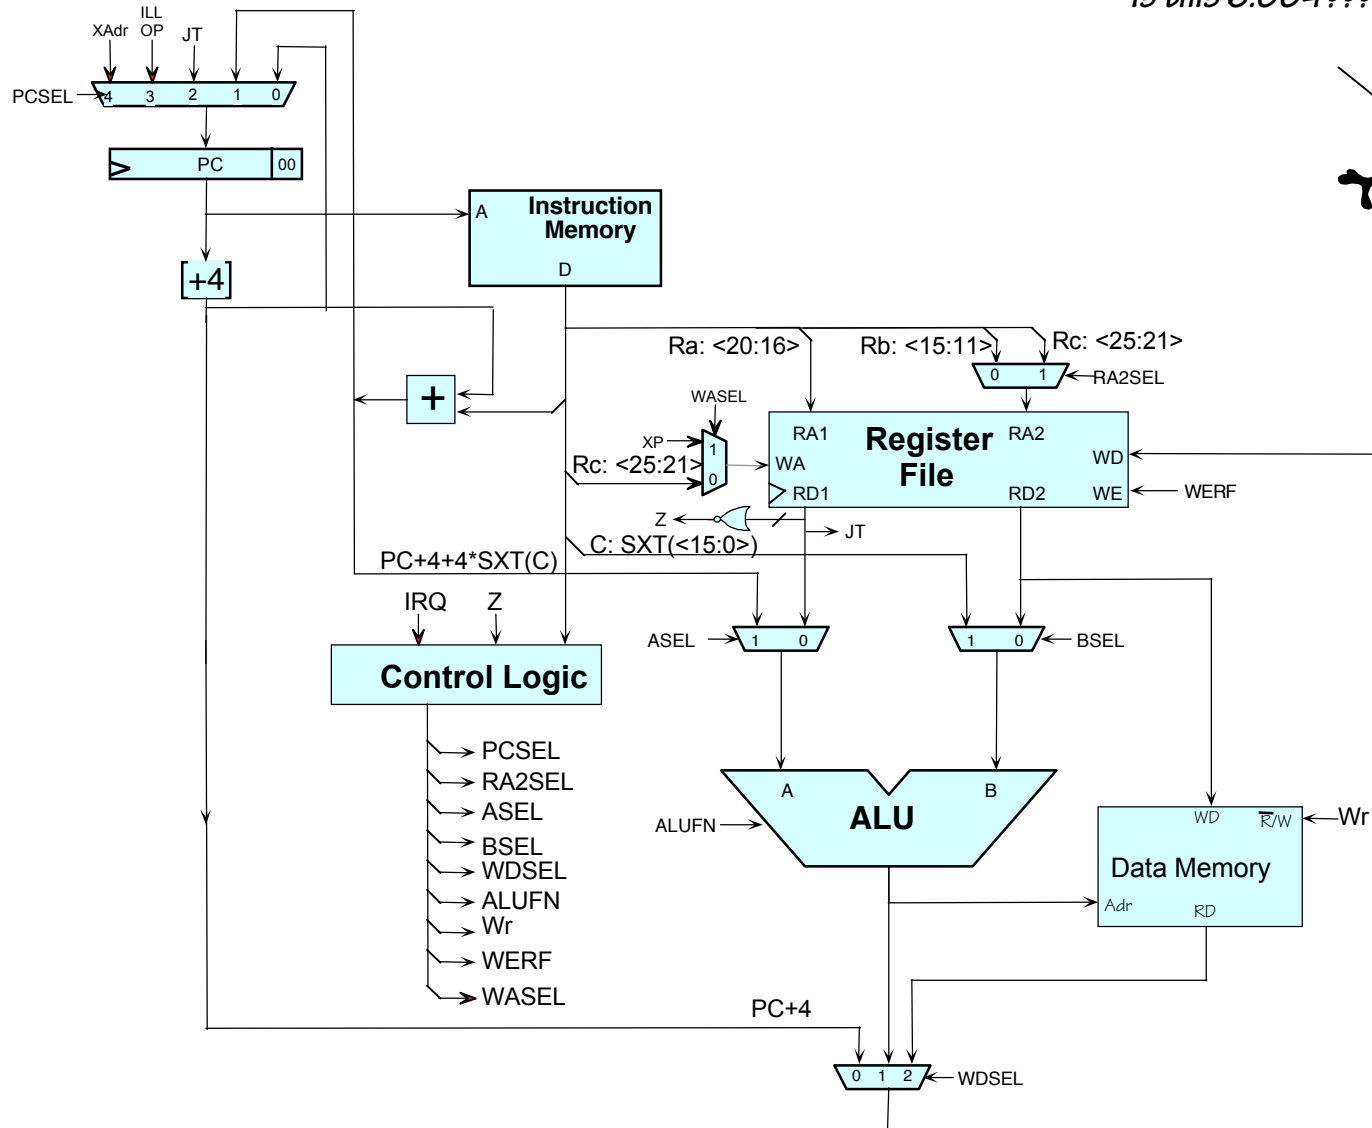 Is this 6.004???
ILL
XAdr OP JT
PCSEL 4 3 2 1 0
PC 00
A Instruction
Memory
D
+4
Ra: <20:16> Rb: <15:11> Rc: <25:21>
0 1 RA2SEL
+
WASEL
XP 1
Rc: <25:21> 0
RA1 Register RA2
WA File WD
RD1 RD2 WE WERF
Z JT
C: SXT(<15:0>)
PC+4+4*SXT(C)
IRQ Z
ASEL 1 0 1 0 BSEL
Control Logic
PCSEL
RA2SEL
ASEL
BSEL
WDSEL
ALUFN
Wr
WERF
WASEL
A B
ALUFN ALU
WD R/W Wr
Data Memory
Adr RD
PC+4
0 1 2 WDSEL